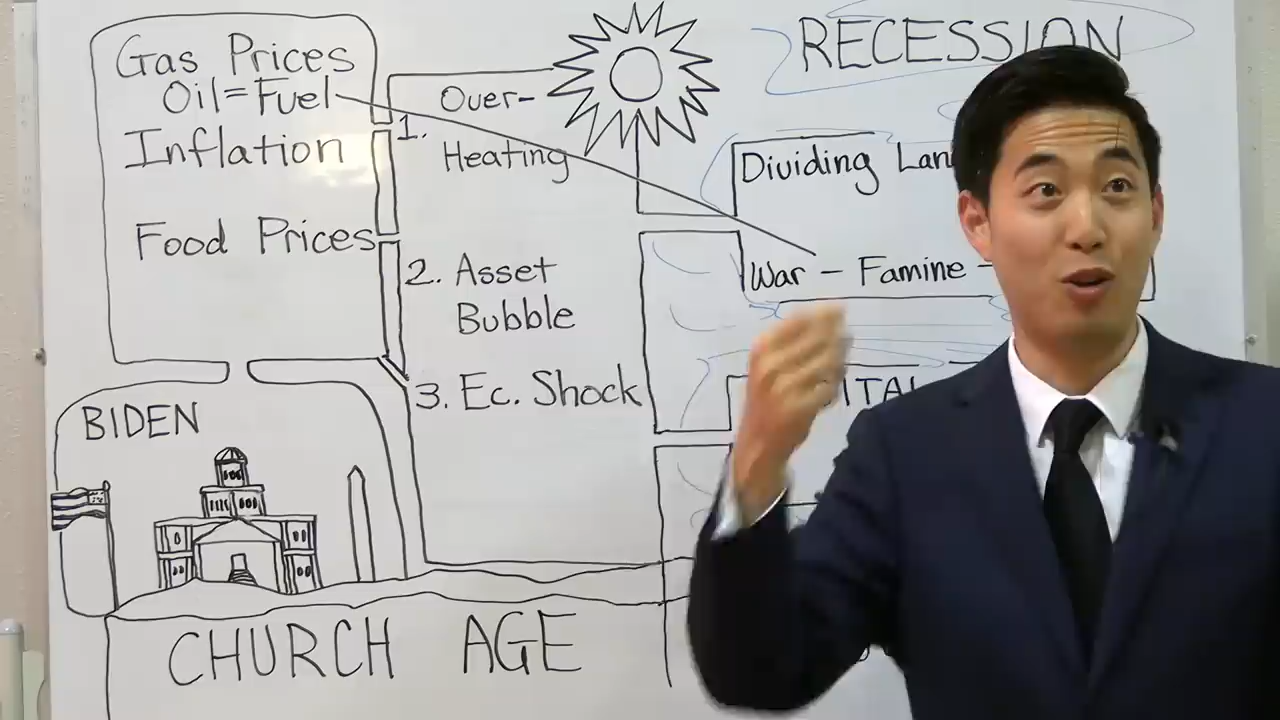 Gas Prices
Oil=Fuel
Inflation
Food Prices
BIDEN
1. Over-
Heating
2. Asset
Bubble
3. Ec. Shock
RECESSION
Dividing
War - Famine -
CHURCH AGE